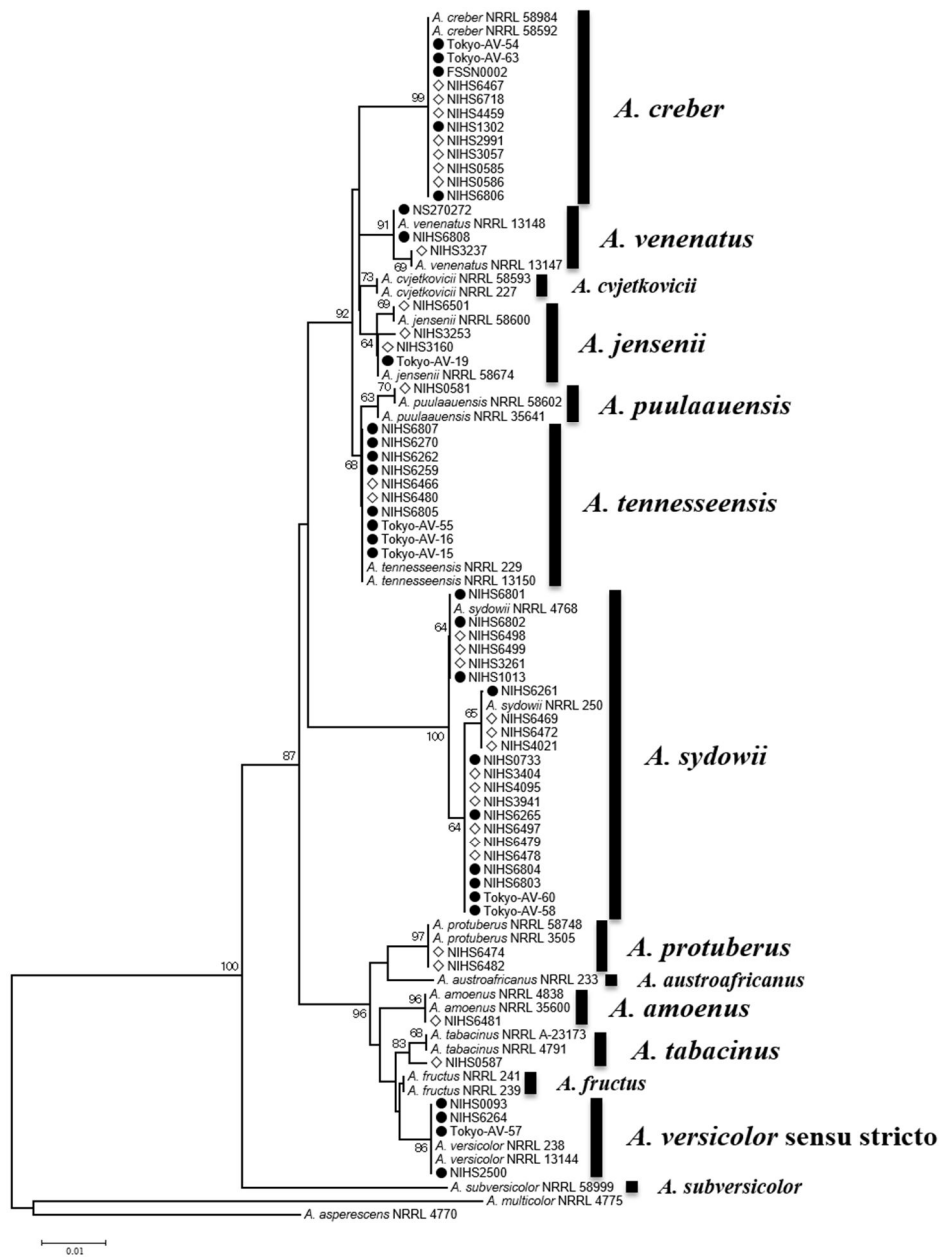 A. creber NRRL 58984
A. creber NRRL 58592
Tokyo-AV-54
Tokyo-AV-63
FSSN0002
NIHS6467
NIHS6718
99
NIHS4459
A. creber
NIHS1302
NIHS2991
NIHS3057
NIHS0585
NIHS0586
NIHS6806
NS270272
91
A. venenatus NRRL 13148
NIHS6808
A. venenatus
NIHS3237
69
A. venenatus NRRL 13147
73
A. cvjetkovicii NRRL 58593
A. cvjetkovicii NRRL 227
A. cvjetkovicii
69
NIHS6501
A. jensenii NRRL 58600
92
NIHS3253
64
NIHS3160
A. jensenii
Tokyo-AV-19
A. jensenii NRRL 58674
70
NIHS0581
63
A. puulaauensis NRRL 58602
A. puulaauensis
A. puulaauensis NRRL 35641
NIHS6807
NIHS6270
68
NIHS6262
NIHS6259
NIHS6466
NIHS6480
A. tennesseensis
NIHS6805
Tokyo-AV-55
Tokyo-AV-16
Tokyo-AV-15
A. tennesseensis NRRL 229
A. tennesseensis NRRL 13150
NIHS6801
A. sydowii NRRL 4768
64
NIHS6802
NIHS6498
NIHS6499
NIHS3261
NIHS1013
NIHS6261
A. sydowii NRRL 250
65
NIHS6469
NIHS6472
100
NIHS4021
87
NIHS0733
A. sydowii
NIHS3404
NIHS4095
NIHS3941
NIHS6265
64
NIHS6497
NIHS6479
NIHS6478
NIHS6804
NIHS6803
Tokyo-AV-60
Tokyo-AV-58
A. protuberus NRRL 58748
97
A. protuberus NRRL 3505
A. protuberus
NIHS6474
NIHS6482
100
A. austroafricanus NRRL 233
A. austroafricanus
A. amoenus NRRL 4838
96
A. amoenus NRRL 35600
A. amoenus
96
NIHS6481
68
A. tabacinus NRRL A-23173
83
A. tabacinus NRRL 4791
A. tabacinus
NIHS0587
A. fructus NRRL 241
A. fructus
A. fructus NRRL 239
NIHS0093
NIHS6264
Tokyo-AV-57
A. versicolor sensu stricto
86
A. versicolor NRRL 238
A. versicolor NRRL 13144
NIHS2500
A. subversicolor NRRL 58999
A. subversicolor
A. multicolor NRRL 4775
A. asperescens NRRL 4770
0.01